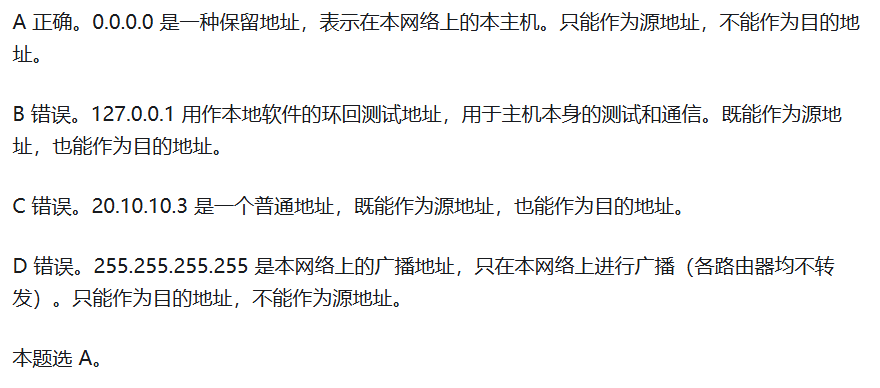 A 正确。0.0.0.0 是一种保留地址，表示在本网络上的本主机。只能作为源地址，不能作为目的地
址。
B 错误。127.0.0.1 用作本地软件的环回测试地址，用于主机本身的测试和通信。既能作为源地
址，也能作为目的地址。
C 错误。20.10.10.3 是一个普通地址，既能作为源地址，也能作为目的地址。
D 错误。255.255.255.255 是本网络上的广播地址，只在本网络上进行广播（各路由器均不转
发）。只能作为目的地址，不能作为源地址。
本题选 A。